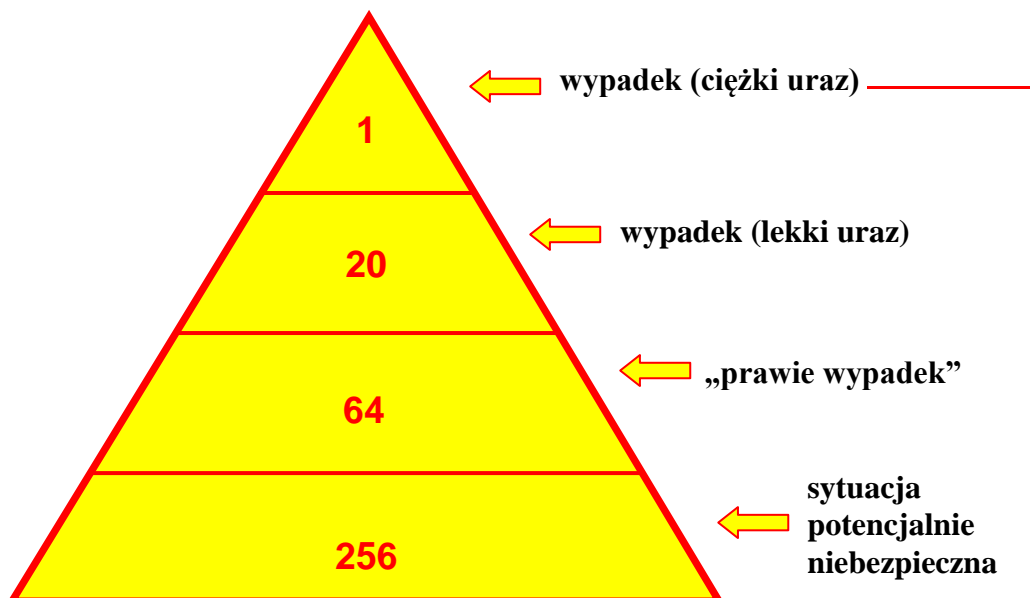 wypadek (ciężki uraz)
1
wypadek (lekki uraz)
20
„prawie wypadek”
64
sytuacja
potencjalnie
niebezpieczna
256